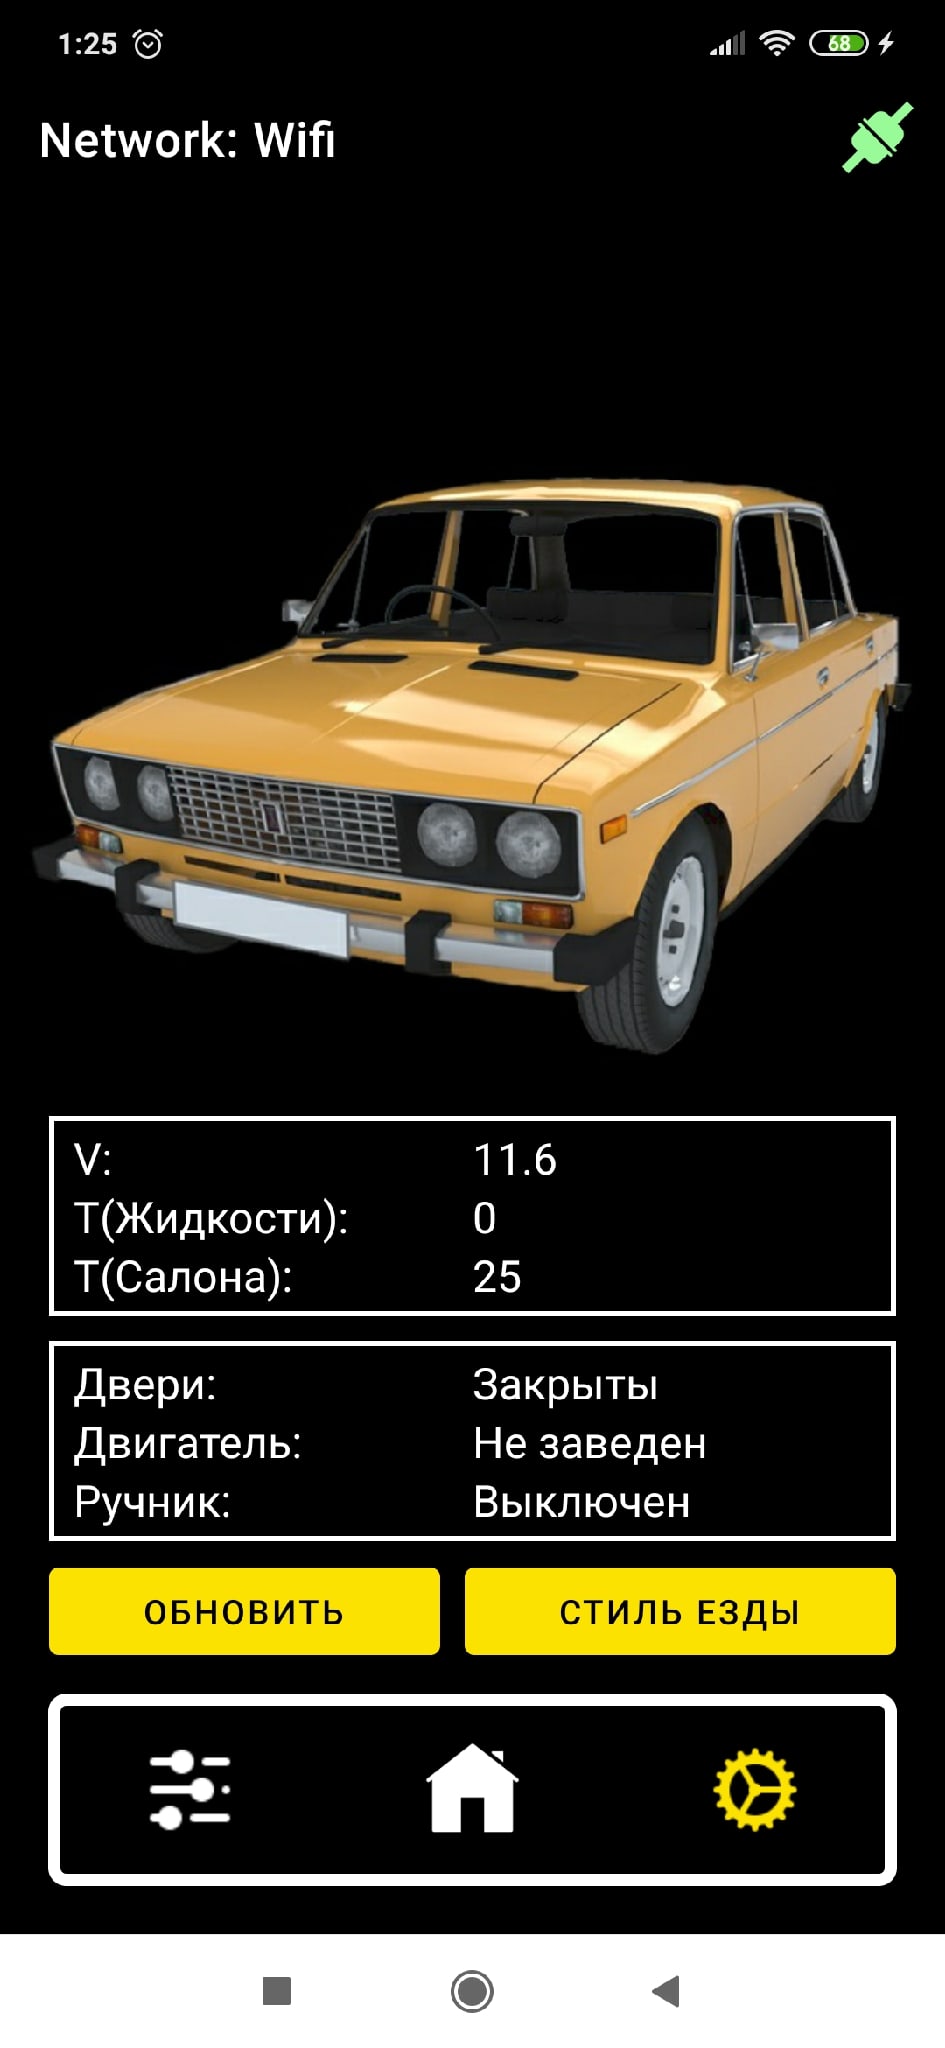 1:25
68
Network: Wifi
V: 11.6
Т(Жидкости): 0
Т(Салона): 25
Двери: Закрыты
Двигатель: Не заведен
Ручник: Выключен
ОБНОВИТЬ СТИЛЬ ЕЗДЫ